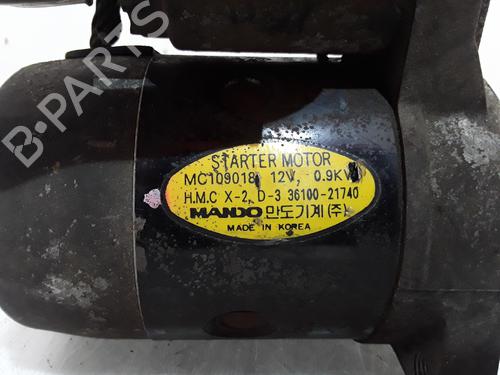 B-PARTS
STARTER MOTOR
MC109018, 12V, 0.9KW
H.M.C X-2, D-3 36100-21740
MANDO 만도기계(주)
MADE IN KOREA